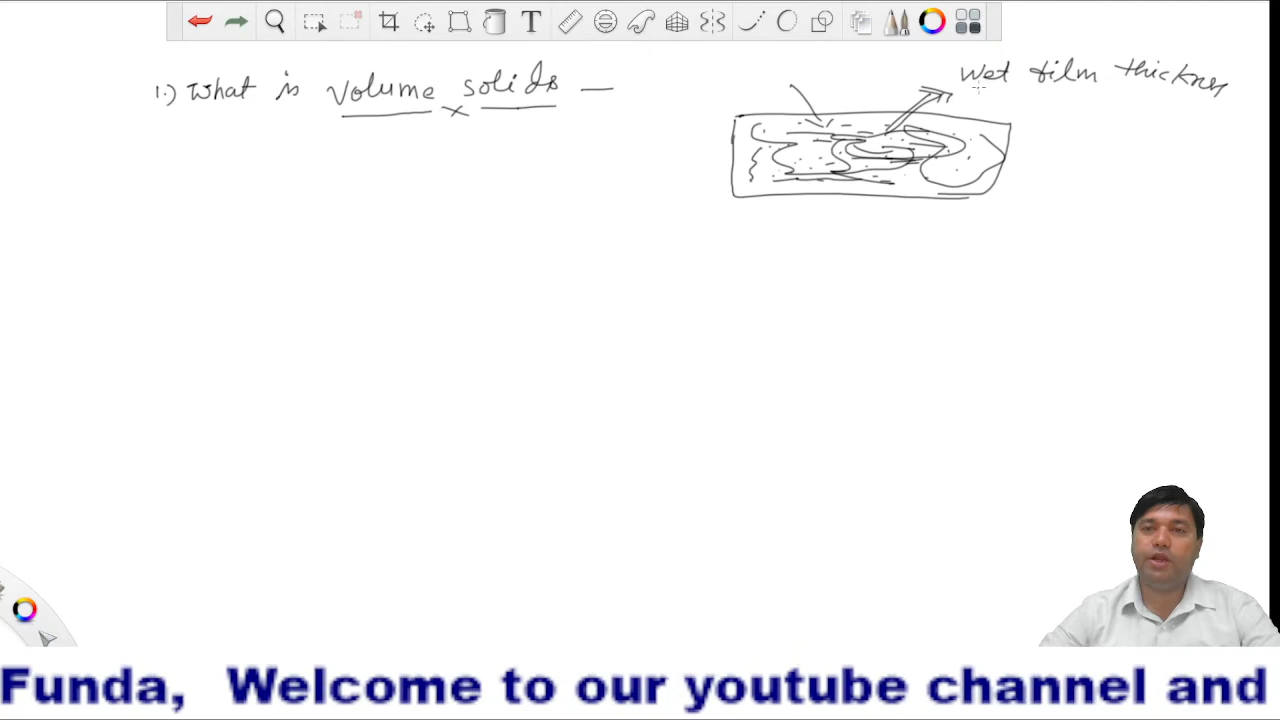 1.) What is volume solids —
Wet film thickness
Funda, Welcome to our youtube channel and